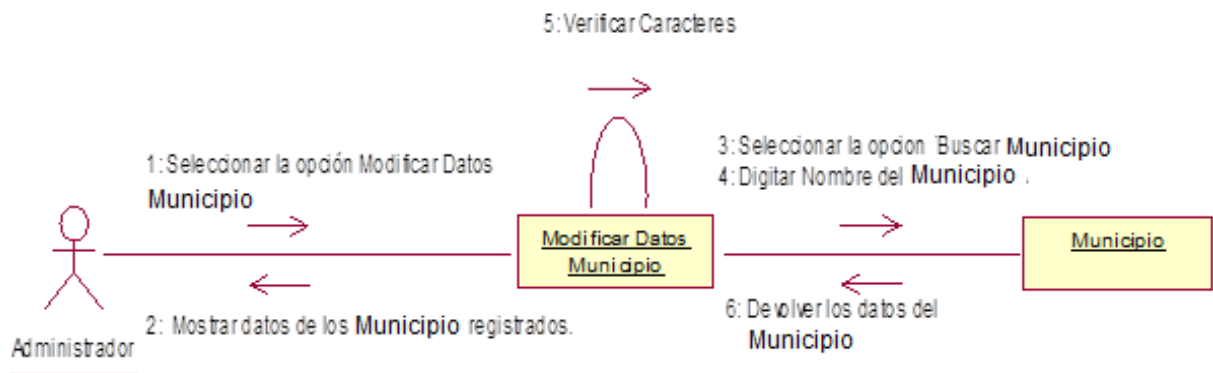 5: Verificar Caracteres
1: Seleccionar la opción Modificar Datos
Municipio
3: Seleccionar la opcion "Buscar Municipio
4: Digitar Nombre del Municipio .
Modificar Datos
Municipio
Municipio
2: Mostrar datos de los Municipio registrados.
6: Devolver los datos del
Municipio
Administrador